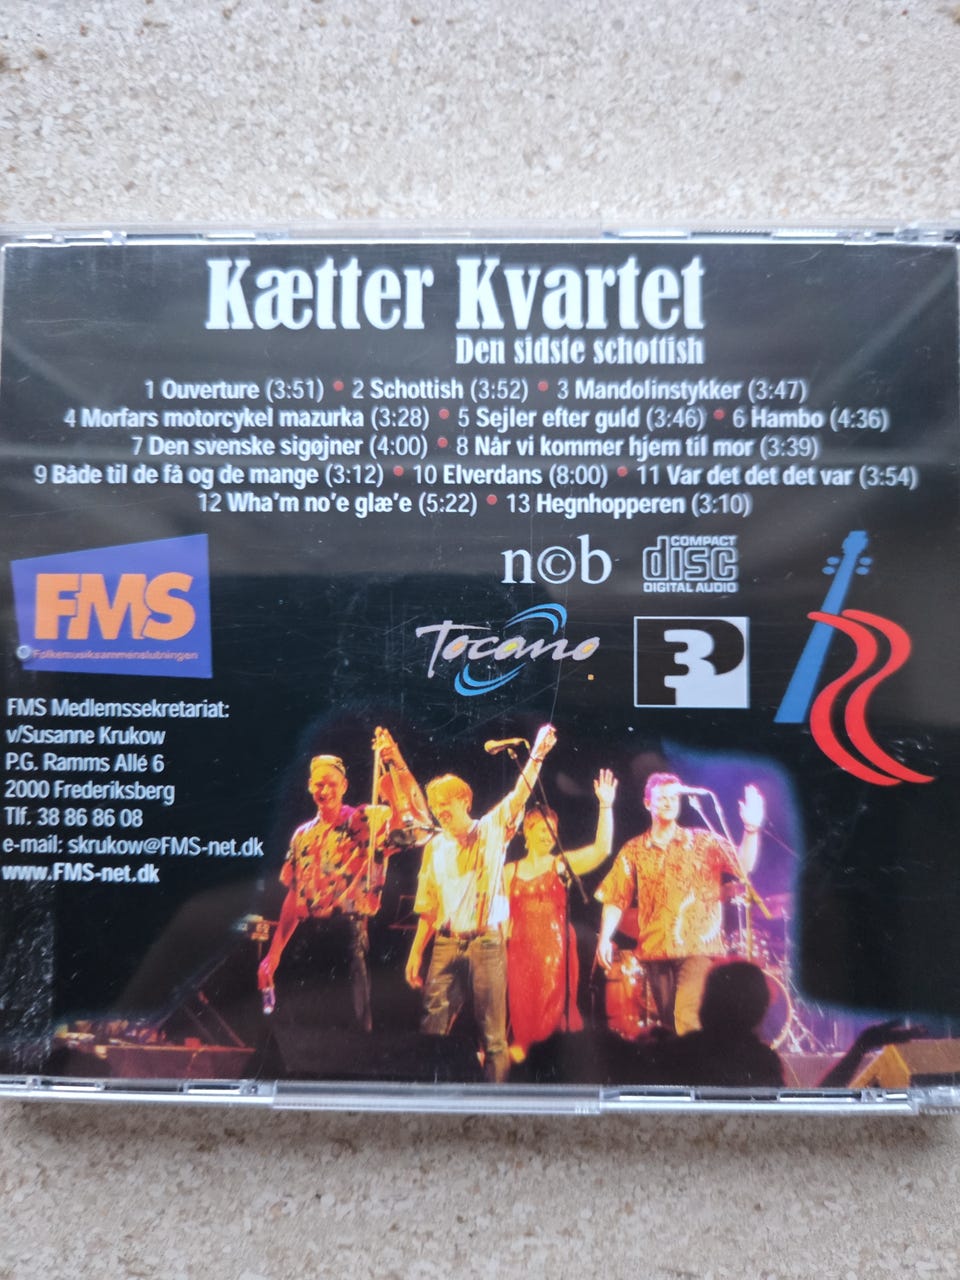 Kætter Kvartet
Den sidste schottish
1 Ouverture (3:51) • 2 Schottish (3:52) • 3 Mandolinstykker (3:47)
4 Morfars motorcykel mazurka (3:28) • 5 Sejler efter guld (3:46) • 6 Hambo (4:36)
7 Den svenske sigøjner (4:00) • 8 Når vi kommer hjem til mor (3:39)
9 Både til de få og de mange (3:12) • 10 Elverdans (8:00) • 11 Var det det det var (3:54)
12 Wha'm no'e glæ'e (5:22) • 13 Hegnhopperen (3:10)
n©b
COMPACT
disc
DIGITAL AUDIO
FMS
Folkemusiksammenslutningen
Tocano
P3
FMS Medlemssekretariat:
v/Susanne Krukow
P.G. Ramms Allé 6
2000 Frederiksberg
Tlf. 38 86 86 08
e-mail: skrukow@FMS-net.dk
www.FMS-net.dk